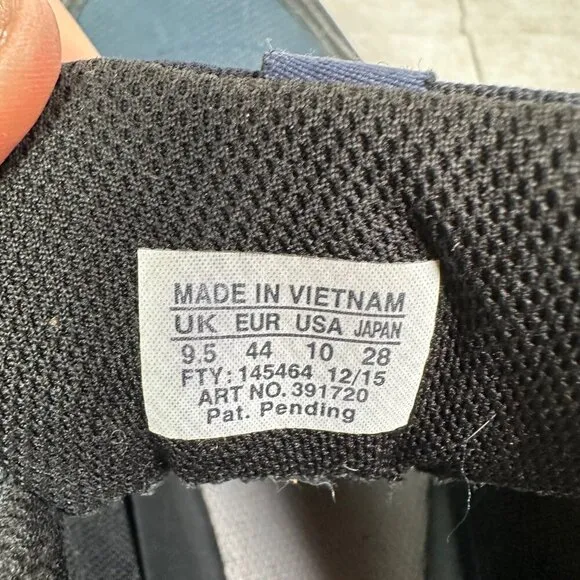 MADE IN VIETNAM
UK EUR USA JAPAN
9.5 44 10 28
FTY: 145464 12/15
ART NO. 391720
Pat. Pending